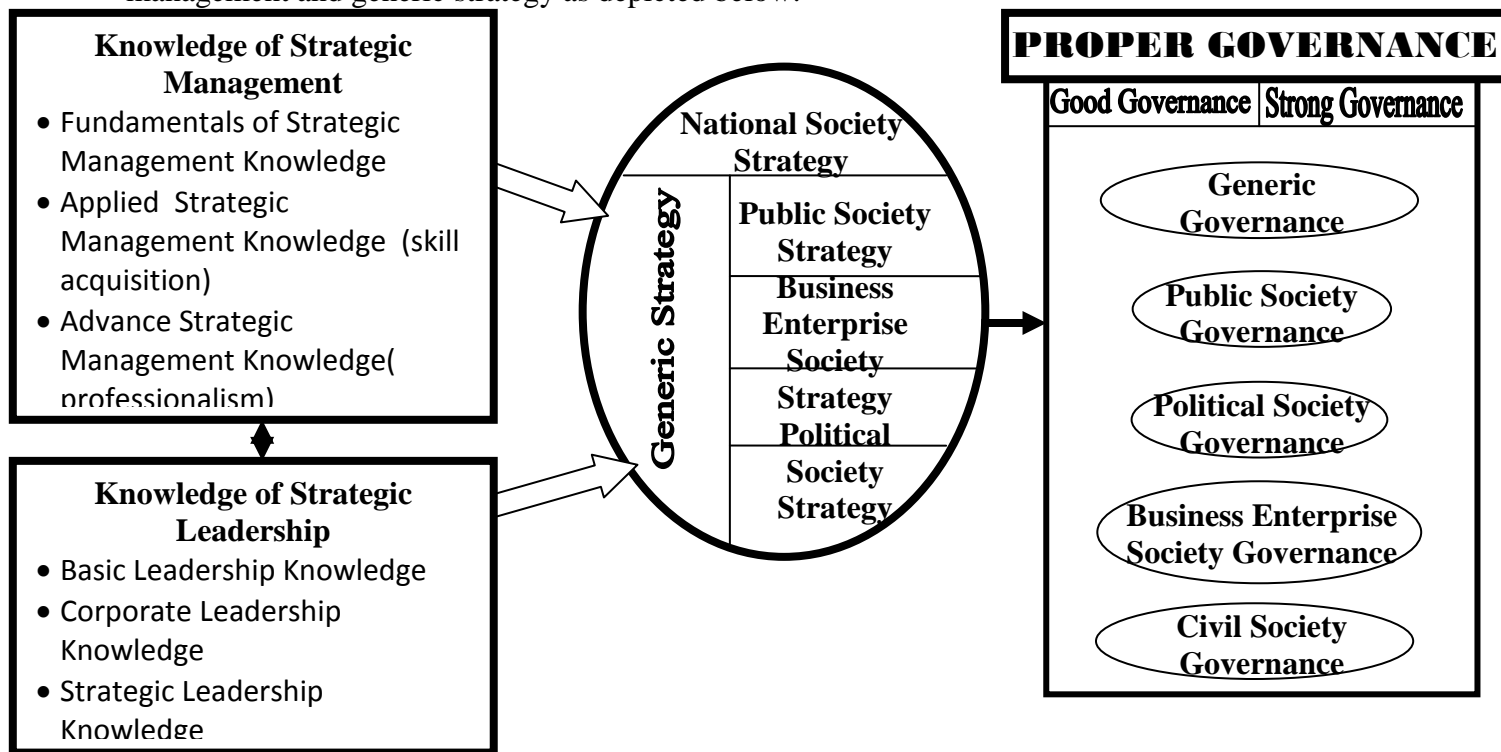 management and generic strategy as depicted below:
Knowledge of Strategic
Management
• Fundamentals of Strategic
Management Knowledge
• Applied Strategic
Management Knowledge (skill
acquisition)
• Advance Strategic
Management Knowledge(
professionalism)
Knowledge of Strategic
Leadership
• Basic Leadership Knowledge
• Corporate Leadership
Knowledge
• Strategic Leadership
Knowledge
National Society
Strategy
Generic Strategy
Public Society
Strategy
Business
Enterprise
Society
Strategy
Political
Society
Strategy
PROPER GOVERNANCE
Good Governance
Strong Governance
Generic
Governance
Public Society
Governance
Political Society
Governance
Business Enterprise
Society Governance
Civil Society
Governance